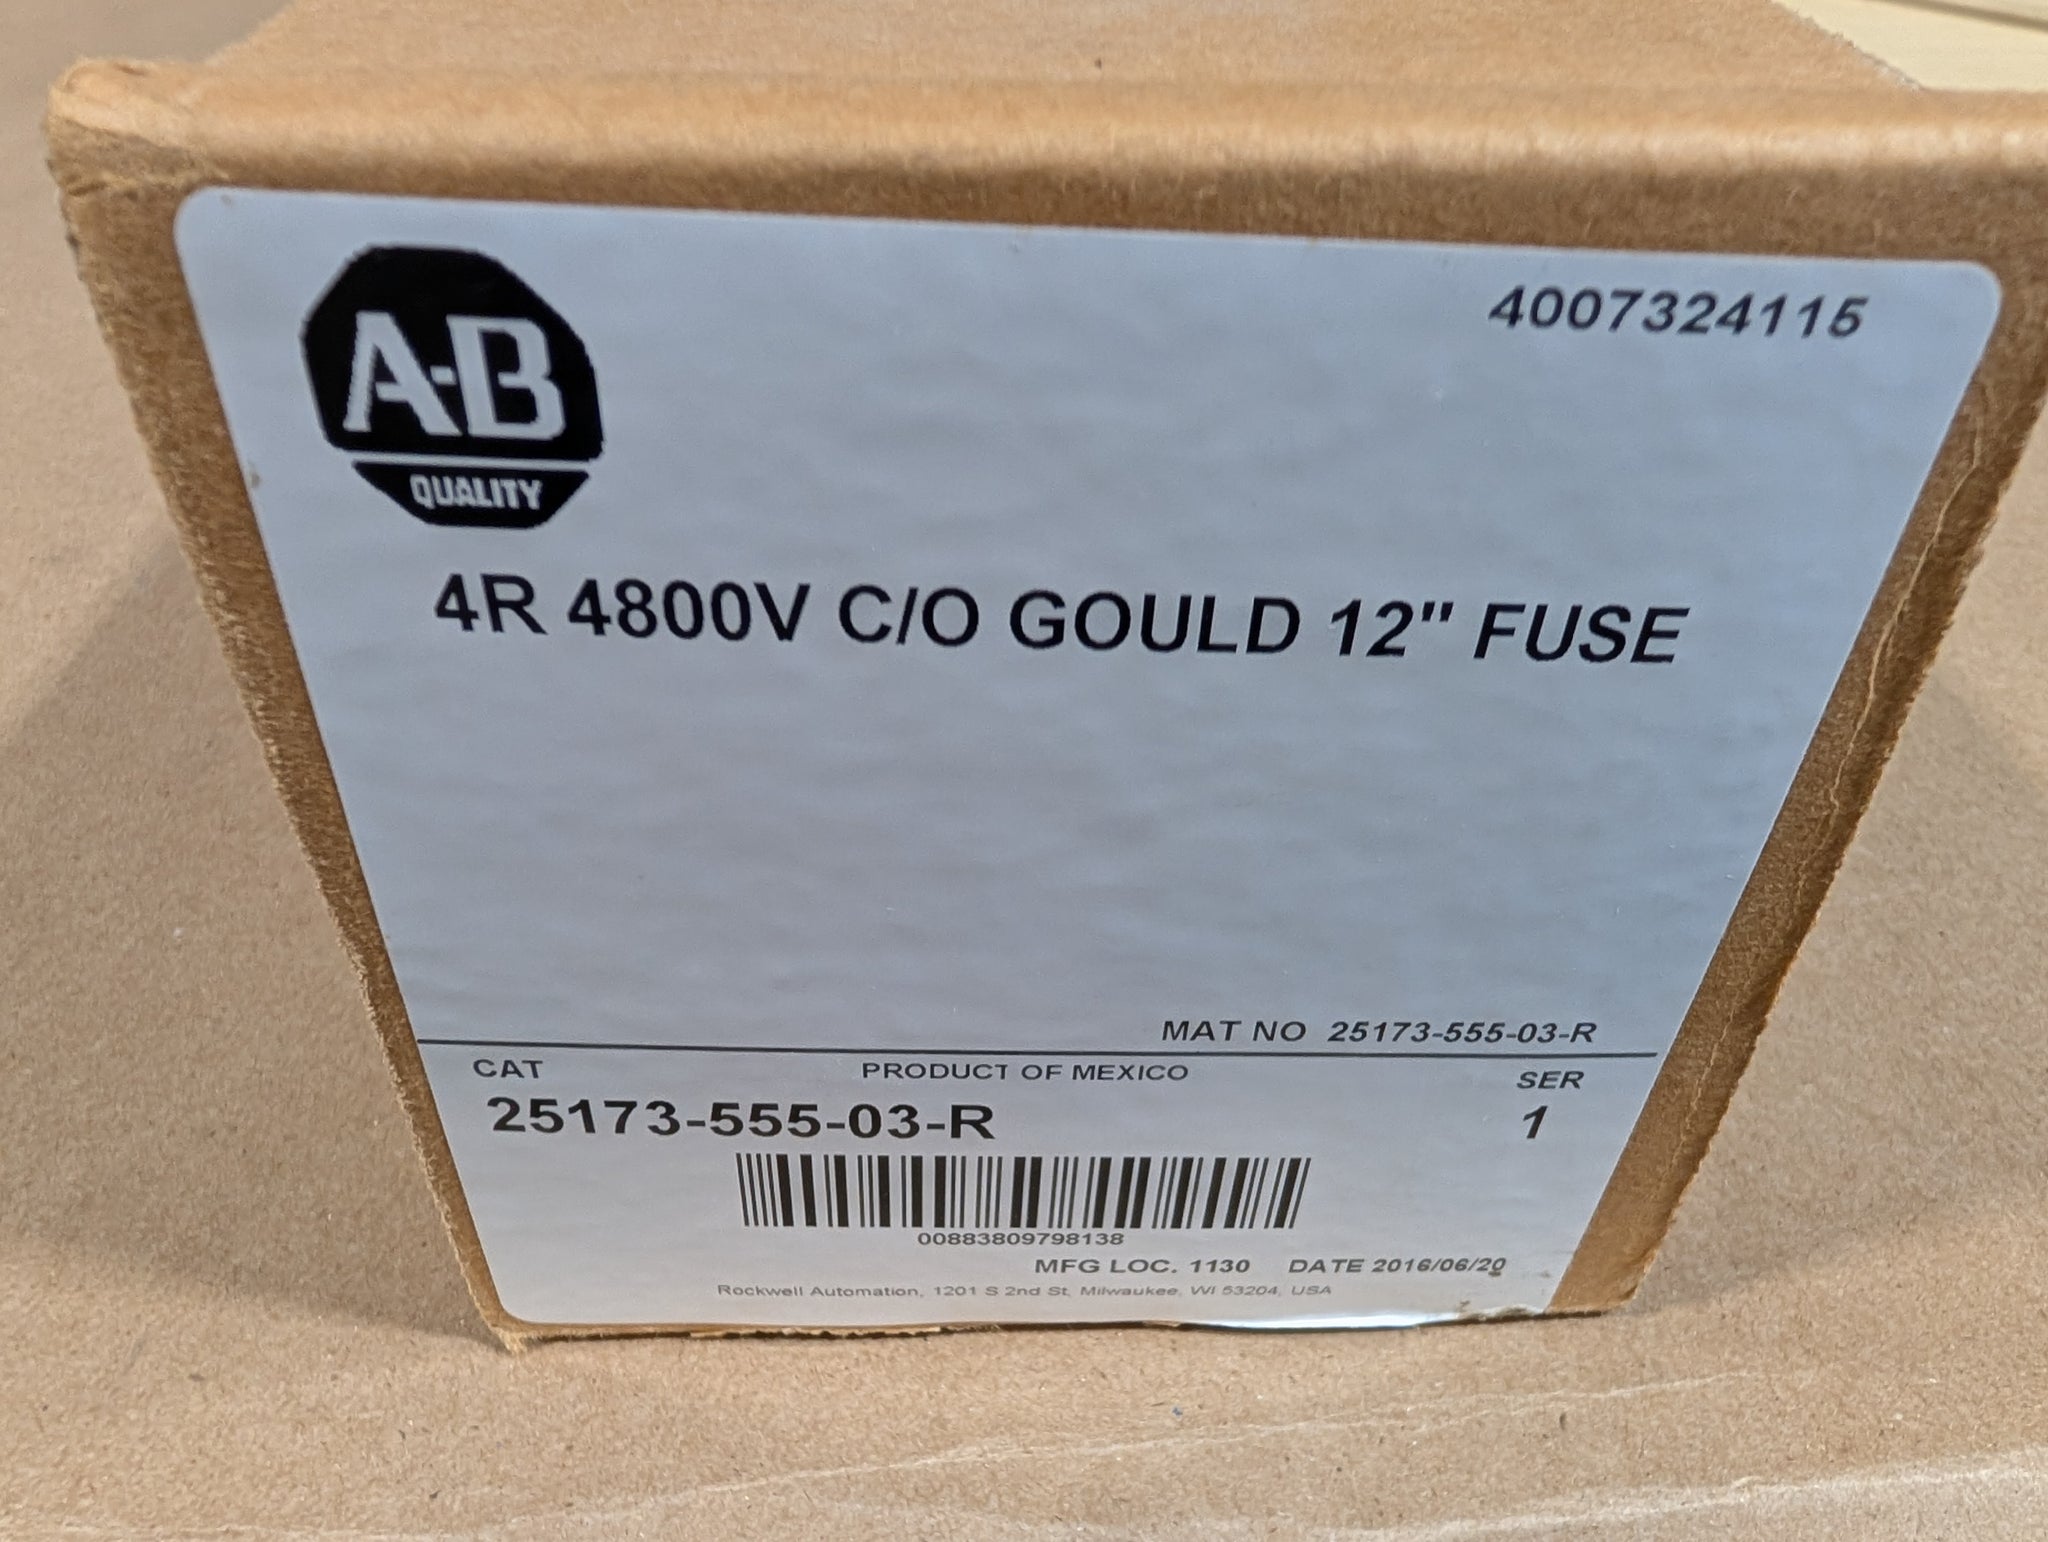 A-B
QUALITY
4007324115
4R 4800V C/O GOULD 12" FUSE
MAT NO 25173-555-03-R
CAT PRODUCT OF MEXICO SER
25173-555-03-R 1
00883809798138
MFG LOC. 1130 DATE 2016/06/20
Rockwell Automation, 1201 S 2nd St, Milwaukee, WI 53204, USA